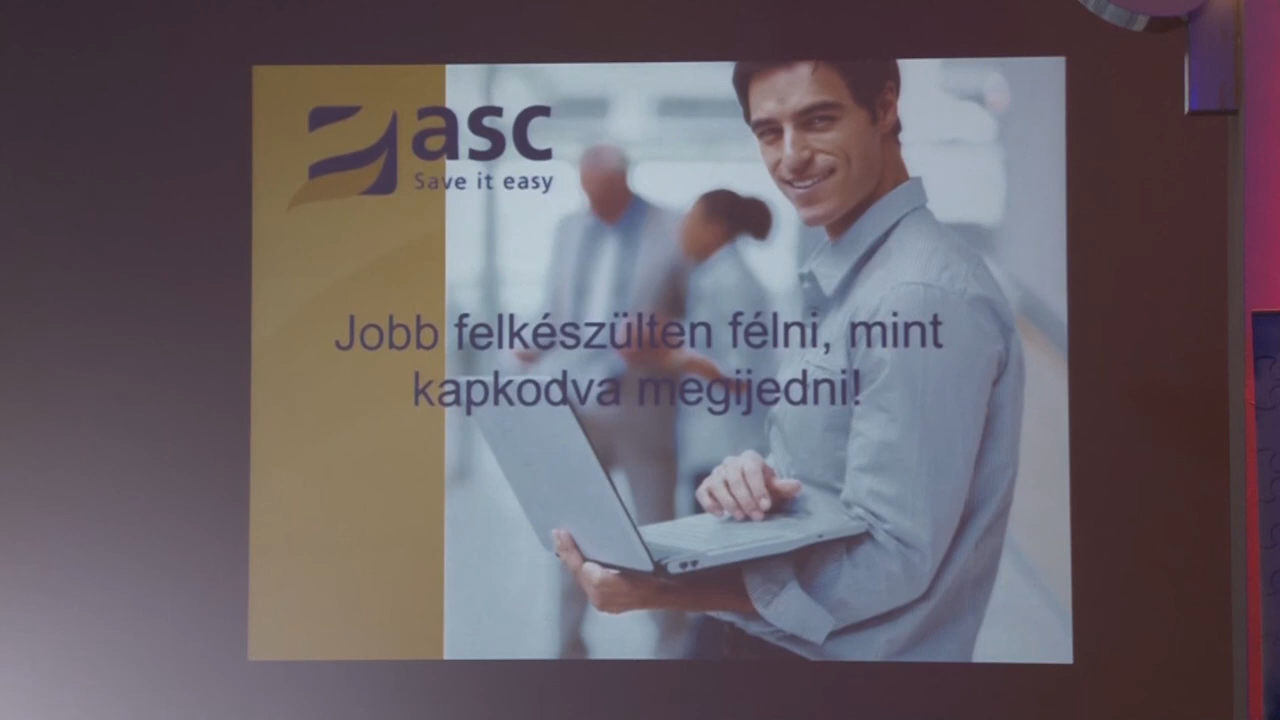 asc
Save it easy
Jobb felkészülten félni, mint
kapkodva megijedni!